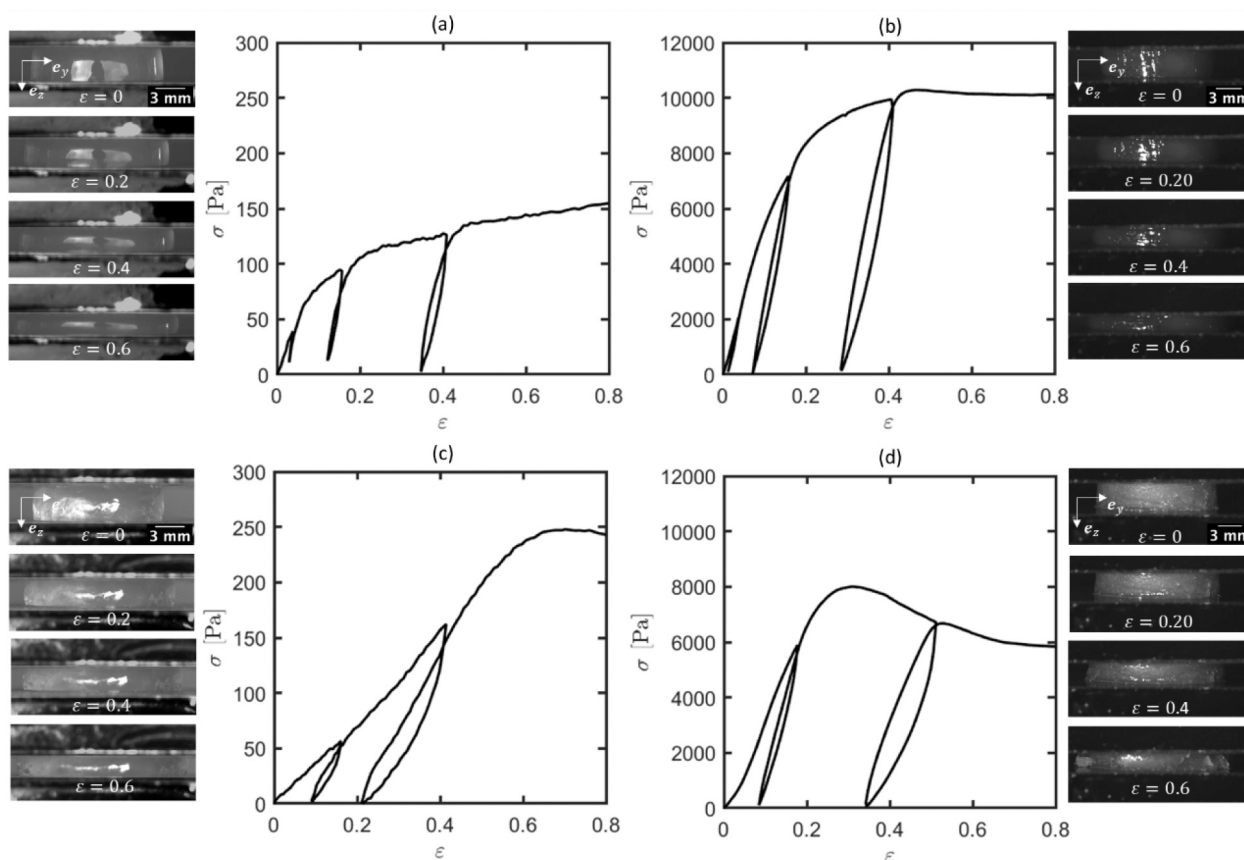 (a)
(b)
e_y
e_z
ε = 0
3 mm
ε = 0.2
ε = 0.4
ε = 0.6
300
250
200
150
100
50
0
σ [Pa]
0
0.2
0.4
0.6
0.8
ε
12000
10000
8000
6000
4000
2000
0
σ [Pa]
0
0.2
0.4
0.6
0.8
ε
e_y
e_z
ε = 0
3 mm
ε = 0.20
ε = 0.4
ε = 0.6
(c)
(d)
e_y
e_z
ε = 0
3 mm
ε = 0.2
ε = 0.4
ε = 0.6
300
250
200
150
100
50
0
σ [Pa]
0
0.2
0.4
0.6
0.8
ε
12000
10000
8000
6000
4000
2000
0
σ [Pa]
0
0.2
0.4
0.6
0.8
ε
e_y
e_z
ε = 0
3 mm
ε = 0.20
ε = 0.4
ε = 0.6